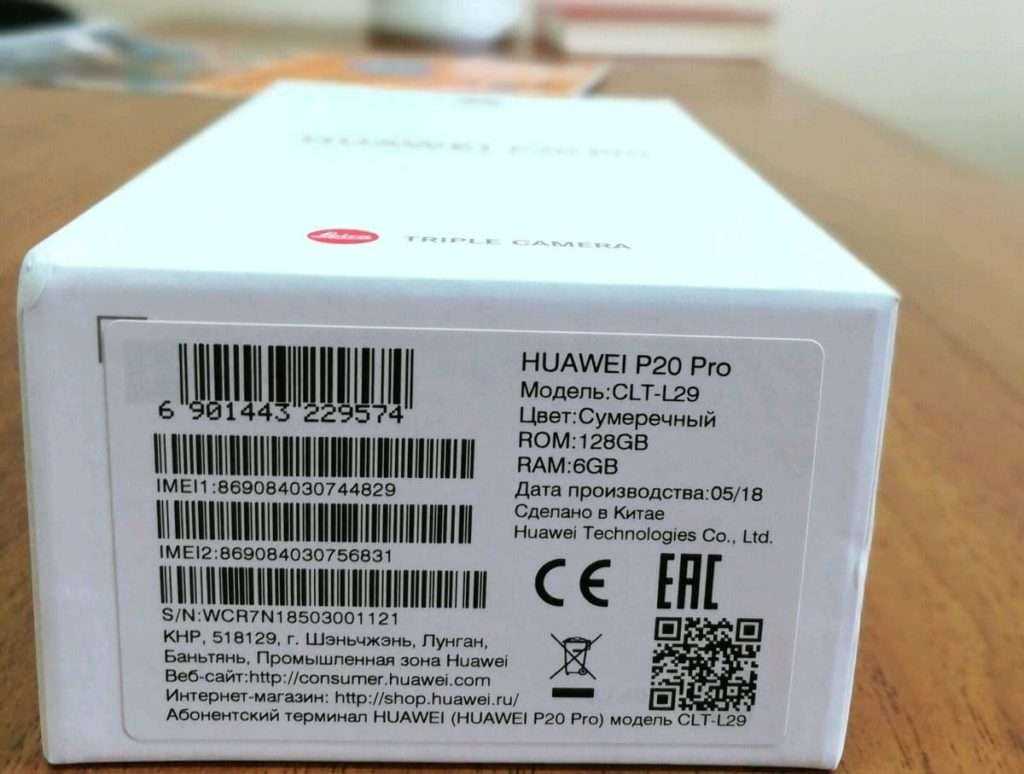 HUAWEI P20 PRO
Leica TRIPLE CAMERA
6 901443 229574
IMEI1:869084030744829
IMEI2:869084030756831
S/N:WCR7N18503001121
КНР, 518129, г. Шэньчжэнь, Лунган,
Баньтянь, Промышленная зона Huawei
Веб-сайт:http://consumer.huawei.com
Интернет-магазин: http://shop.huawei.ru/
Абонентский терминал HUAWEI (HUAWEI P20 Pro) модель CLT-L29
HUAWEI P20 Pro
Модель:CLT-L29
Цвет:Сумеречный
ROM:128GB
RAM:6GB
Дата производства:05/18
Сделано в Китае
Huawei Technologies Co., Ltd.
CE EAC